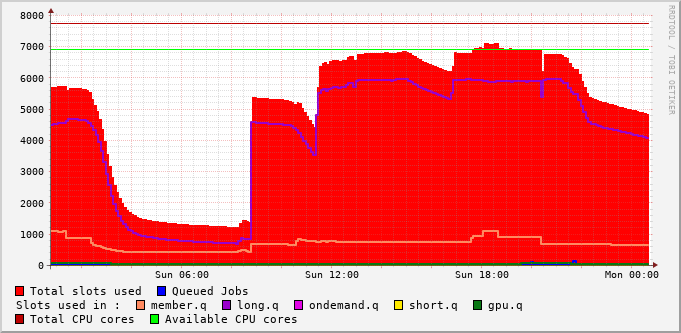 8000
7000
6000
5000
4000
3000
2000
1000
0
Sun 06:00 Sun 12:00 Sun 18:00 Mon 00:00
RRDTOOL / TOBI OETIKER
Total slots used Queued Jobs
Slots used in : member.q long.q ondemand.q short.q gpu.q
Total CPU cores Available CPU cores